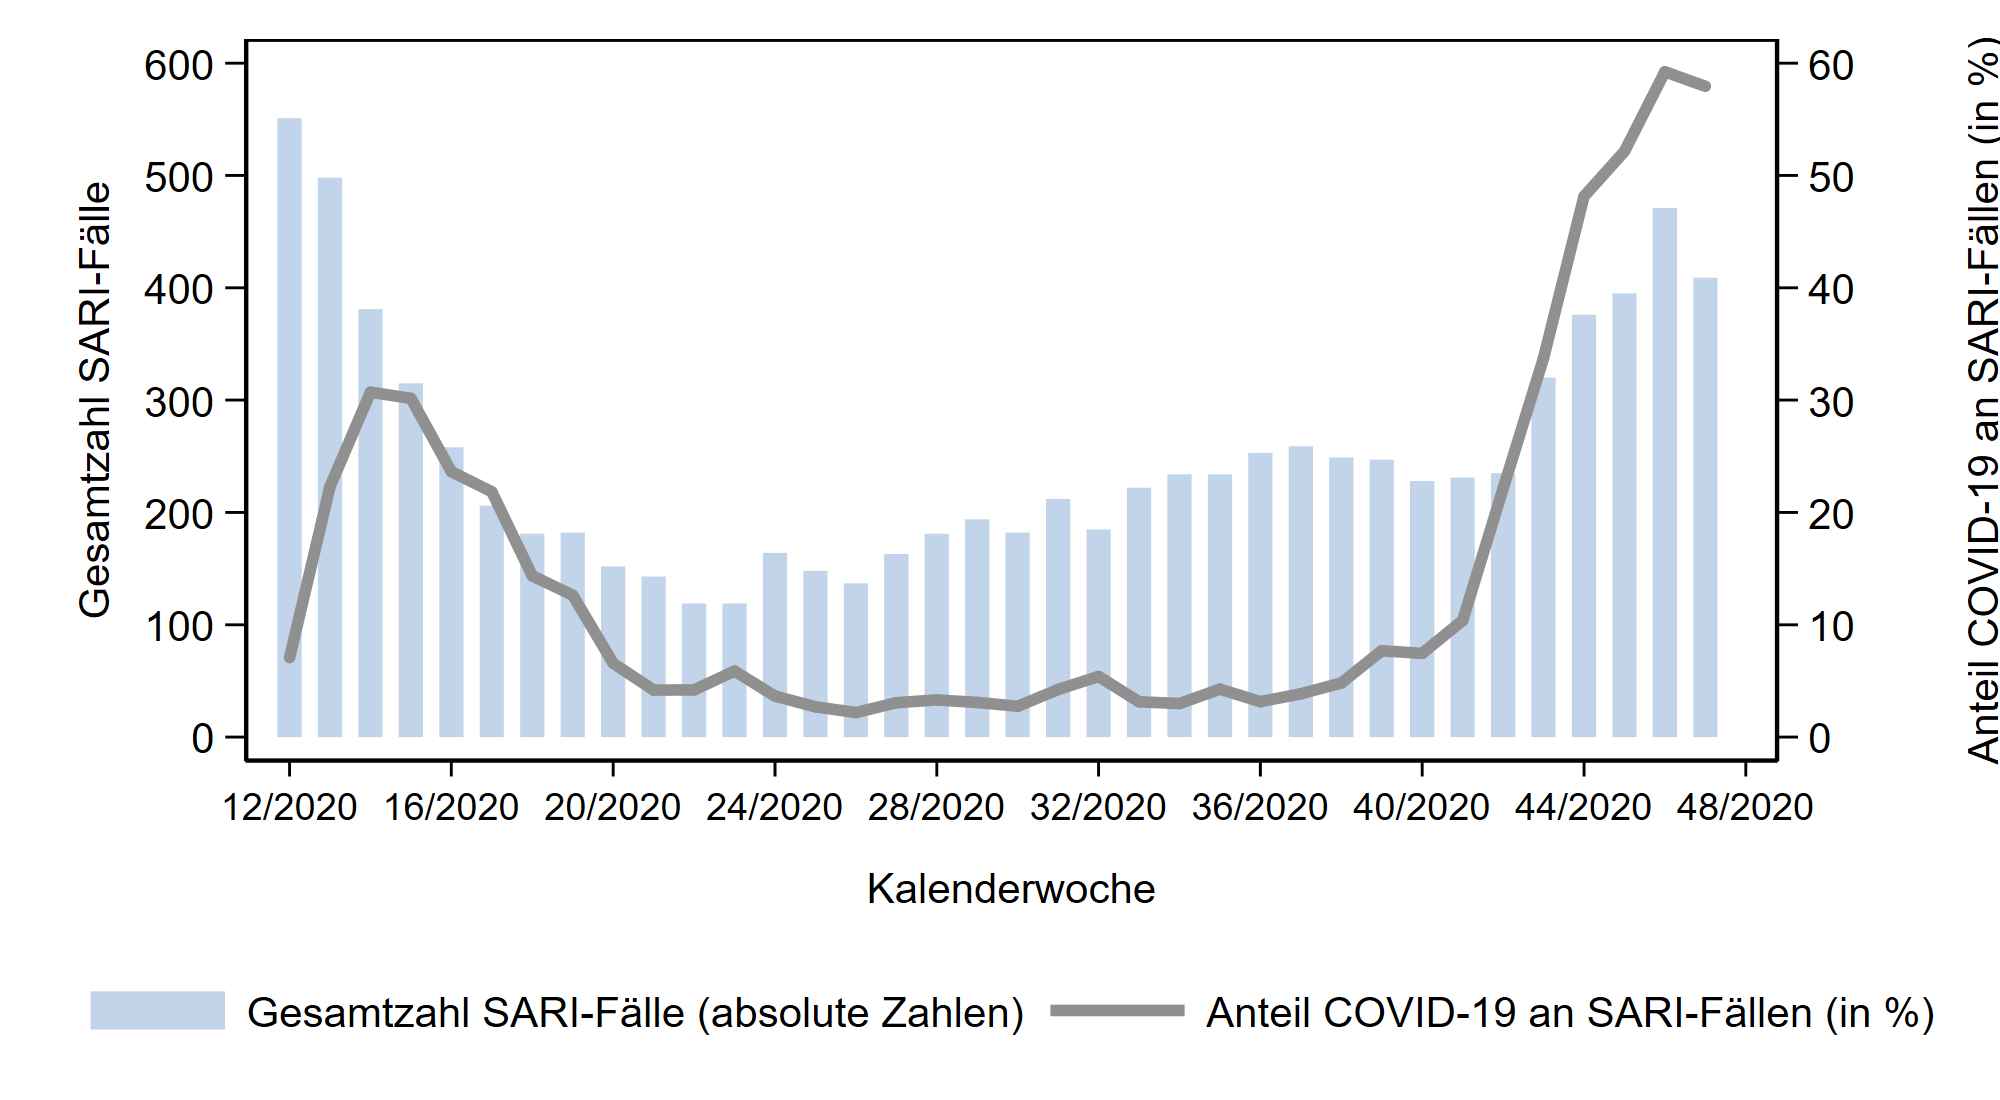 Gesamtzahl SARI-Fälle
600
500
400
300
200
100
0
60
50
40
30
20
10
0
Anteil COVID-19 an SARI-Fällen (in %)
12/2020 16/2020 20/2020 24/2020 28/2020 32/2020 36/2020 40/2020 44/2020 48/2020
Kalenderwoche
Gesamtzahl SARI-Fälle (absolute Zahlen) Anteil COVID-19 an SARI-Fällen (in %)